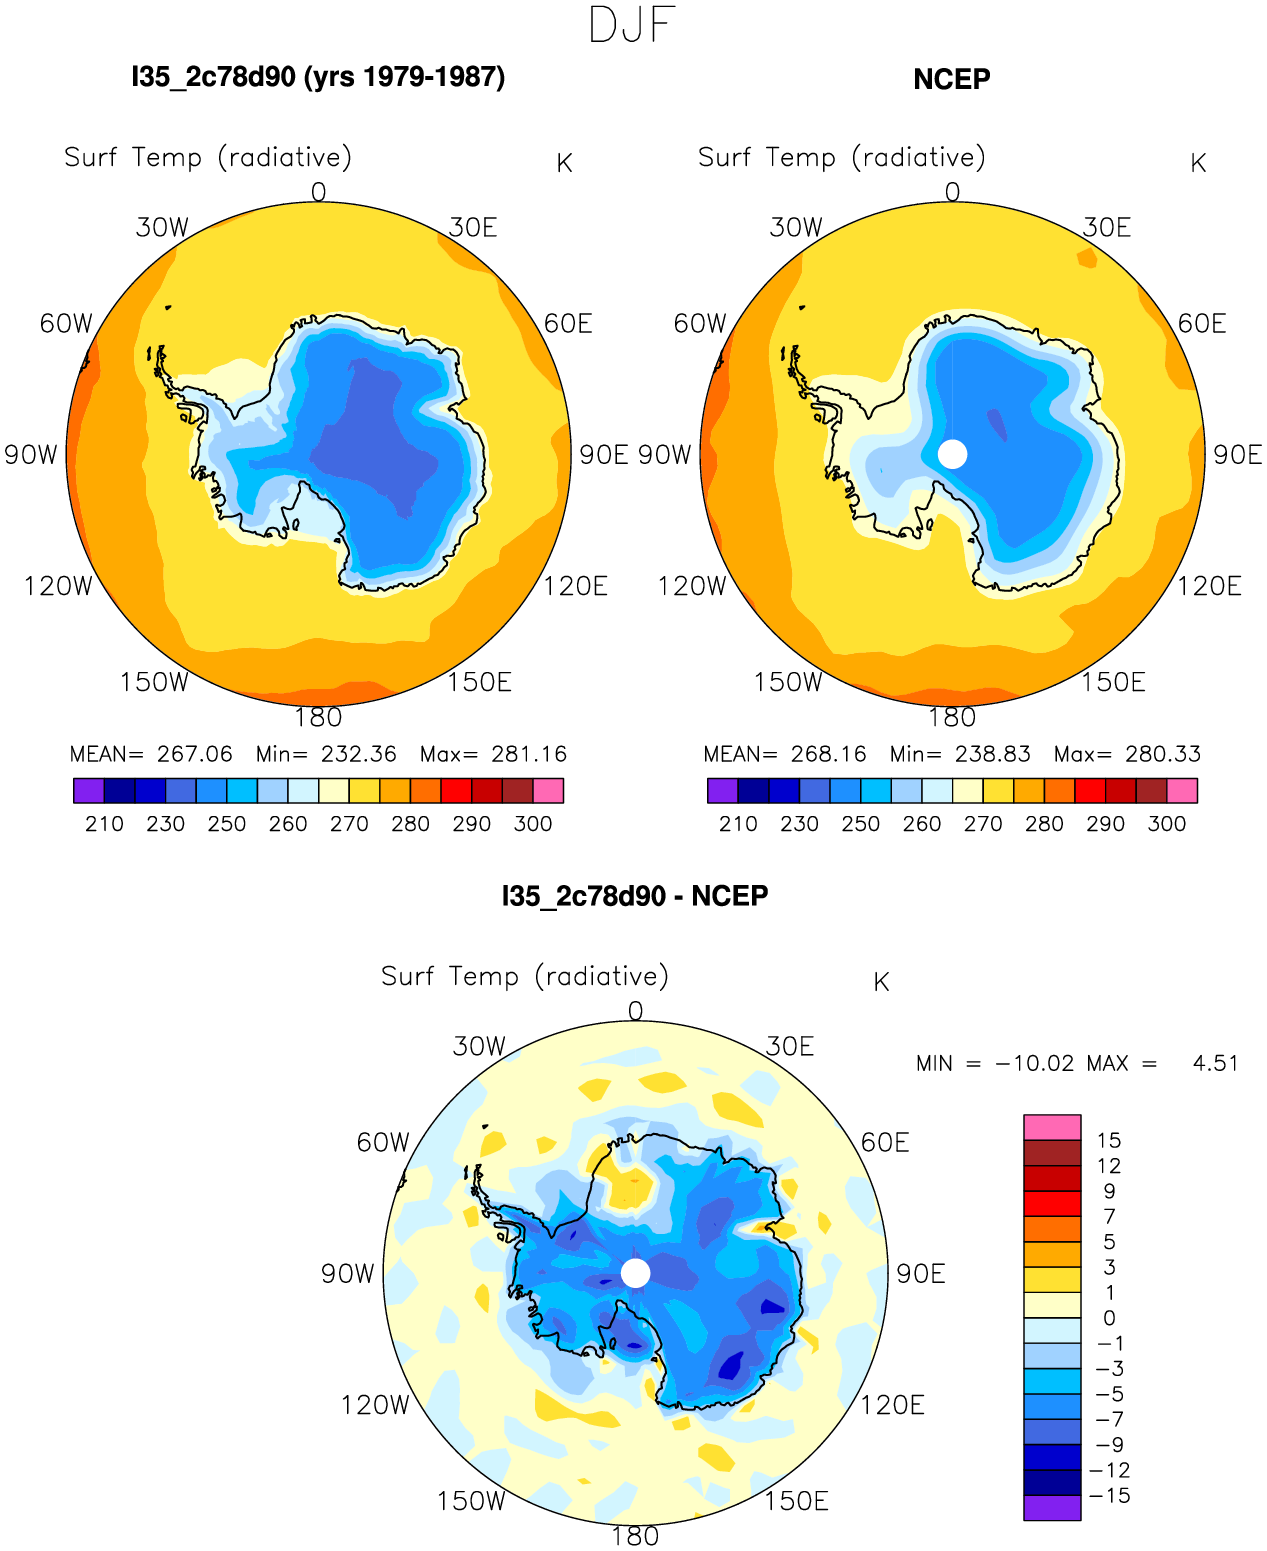 DJF
I35_2c78d90 (yrs 1979-1987)
NCEP
Surf Temp (radiative) K
Surf Temp (radiative) K
0
30W 30E
60W 60E
90W 90E
120W 120E
150W 150E
180
0
30W 30E
60W 60E
90W 90E
120W 120E
150W 150E
180
MEAN= 267.06 Min= 232.36 Max= 281.16
210 230 250 260 270 280 290 300
MEAN= 268.16 Min= 238.83 Max= 280.33
210 230 250 260 270 280 290 300
I35_2c78d90 - NCEP
Surf Temp (radiative) K
0
30W 30E
60W 60E
90W 90E
120W 120E
150W 150E
180
MIN = -10.02 MAX = 4.51
15
12
9
7
5
3
1
0
-1
-3
-5
-7
-9
-12
-15